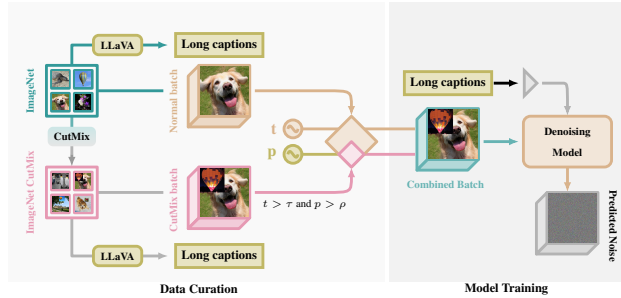 LLaVA
Long captions
ImageNet
Normal batch
CutMix
t
p
Long captions
Combined Batch
Denoising
Model
ImageNet CutMix
CutMix batch
t > τ and p > ρ
LLaVA
Long captions
Predicted Noise
Data Curation
Model Training